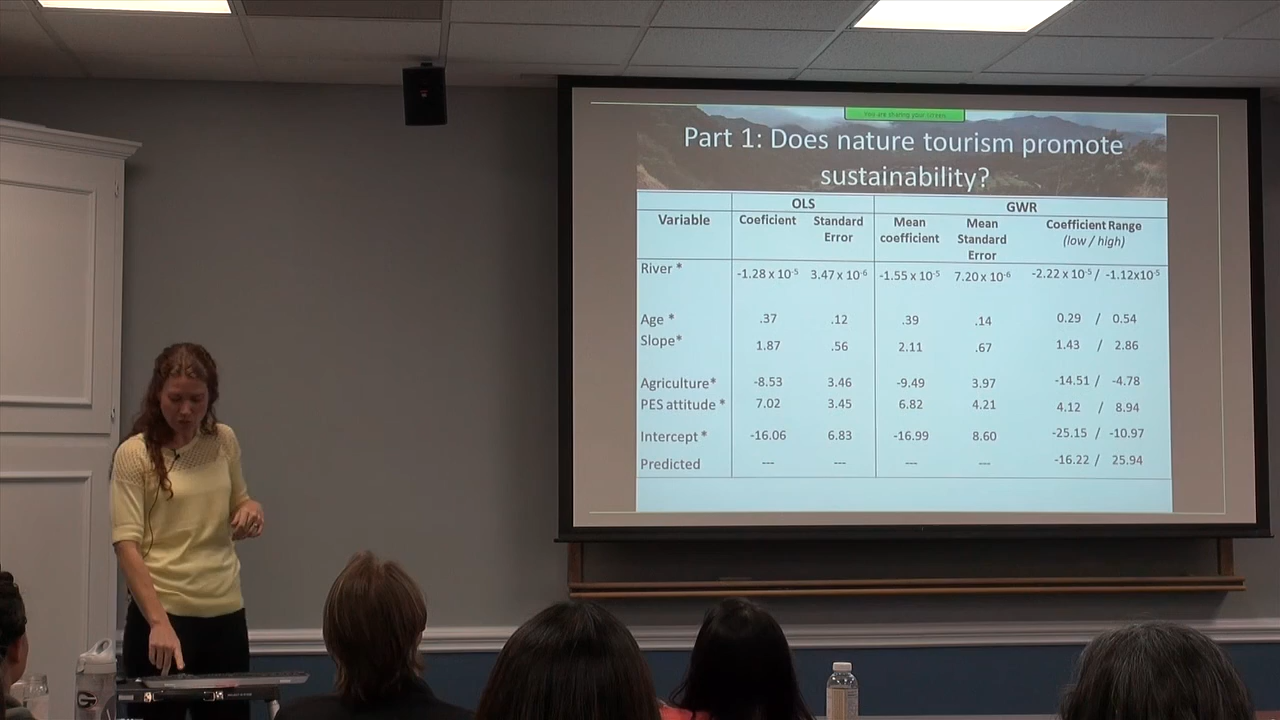 You are sharing your screen
Part 1: Does nature tourism promote
sustainability?
OLS GWR
Variable Coeficient Standard Error Mean coefficient Mean Standard Error Coefficient Range (low / high)
River * -1.28 x 10⁻⁵ 3.47 x 10⁻⁶ -1.55 x 10⁻⁵ 7.20 x 10⁻⁶ -2.22 x 10⁻⁵ / -1.12x10⁻⁵
Age * .37 .12 .39 .14 0.29 / 0.54
Slope* 1.87 .56 2.11 .67 1.43 / 2.86
Agriculture* -8.53 3.46 -9.49 3.97 -14.51 / -4.78
PES attitude * 7.02 3.45 6.82 4.21 4.12 / 8.94
Intercept * -16.06 6.83 -16.99 8.60 -25.15 / -10.97
Predicted --- --- --- --- -16.22 / 25.94